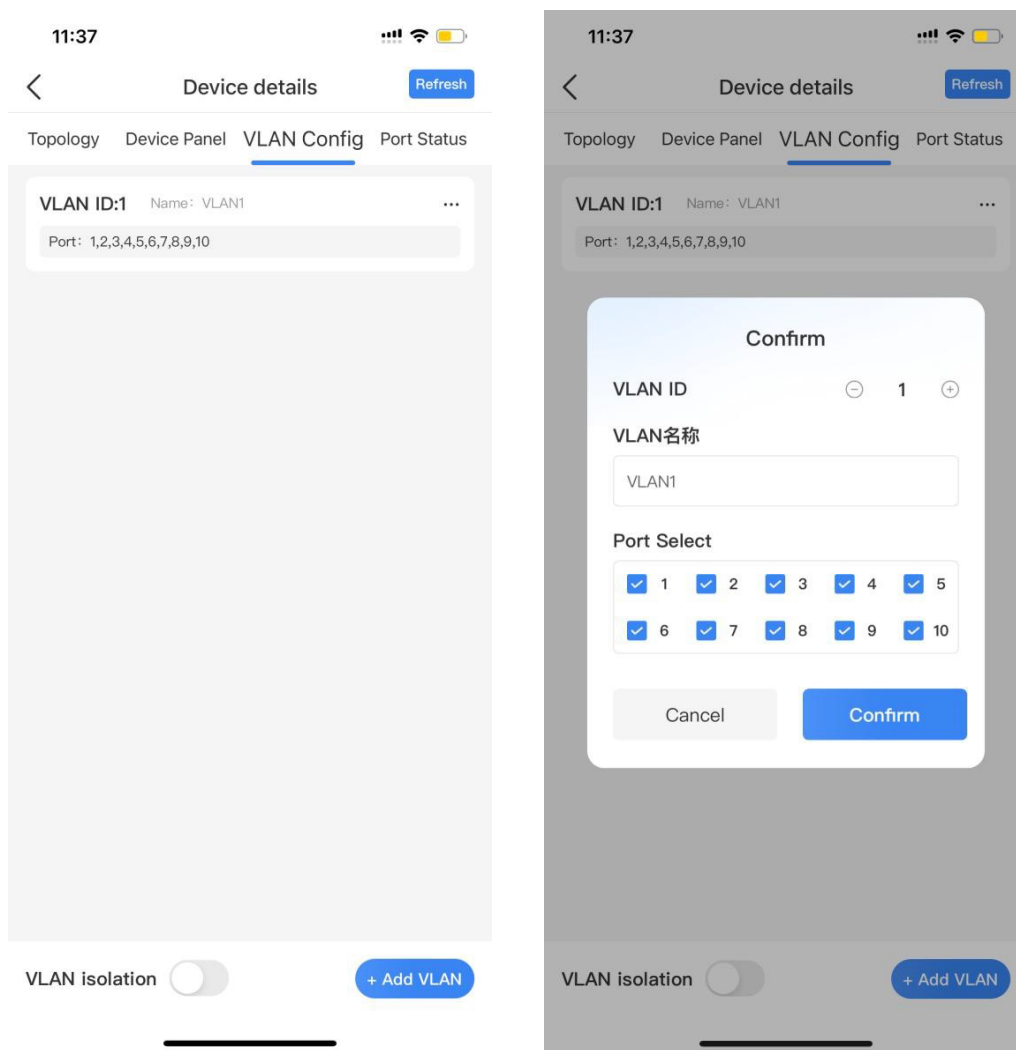 11:37
Device details
Refresh
Topology Device Panel VLAN Config Port Status
VLAN ID:1 Name: VLAN1 ...
Port: 1,2,3,4,5,6,7,8,9,10
VLAN isolation
+ Add VLAN
11:37
Device details
Refresh
Topology Device Panel VLAN Config Port Status
VLAN ID:1 Name: VLAN1 ...
Port: 1,2,3,4,5,6,7,8,9,10
Confirm
VLAN ID 1
VLAN名称
VLAN1
Port Select
1 2 3 4 5
6 7 8 9 10
Cancel Confirm
VLAN isolation
+ Add VLAN